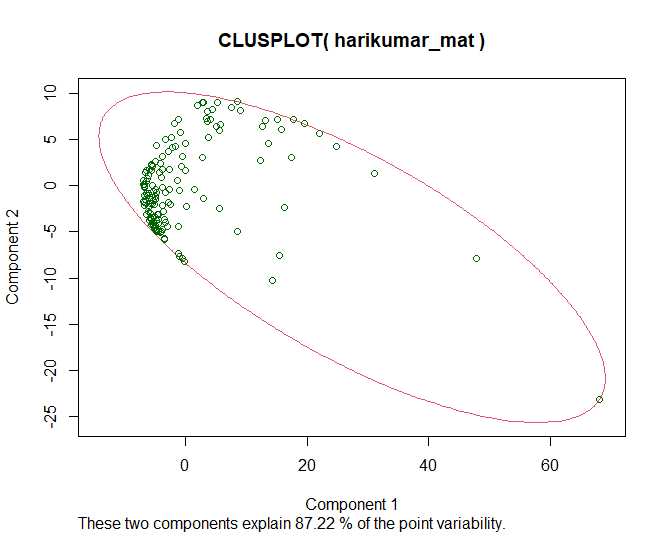 CLUSPLOT( harikumar_mat )
10
5
0
-5
-10
-15
-20
-25
Component 2
0 20 40 60
Component 1
These two components explain 87.22 % of the point variability.